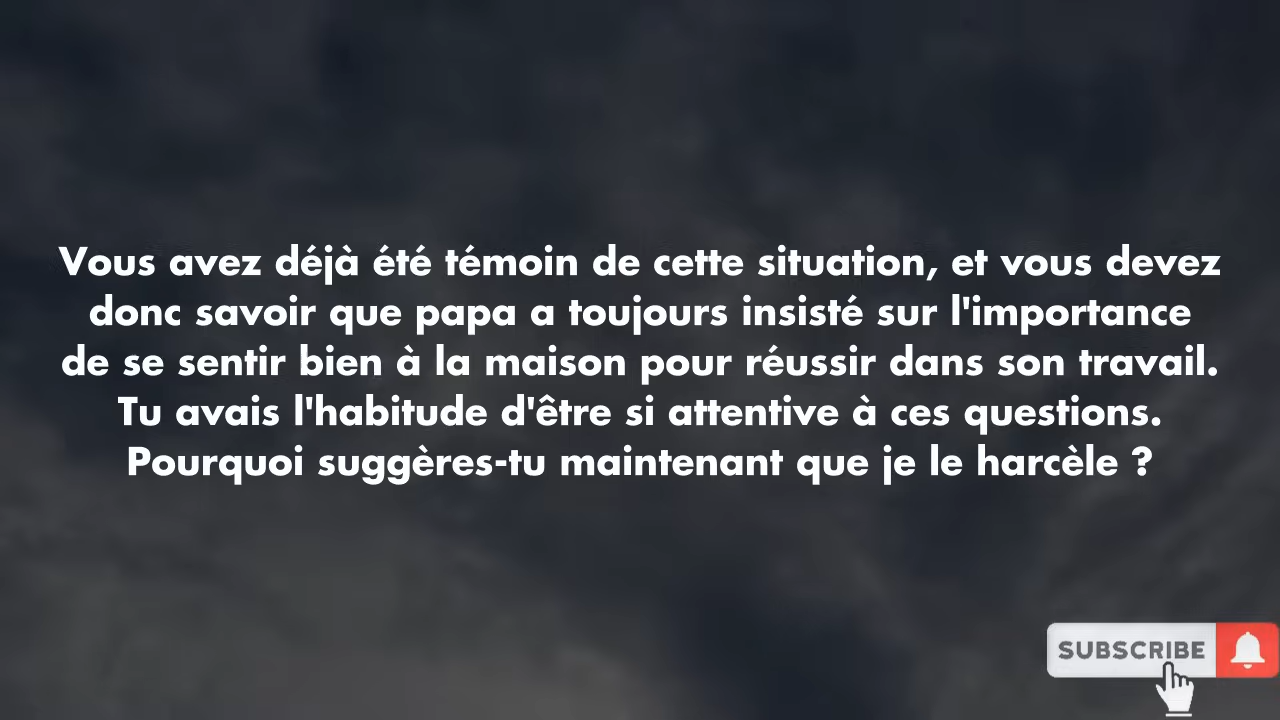 Vous avez déjà été témoin de cette situation, et vous devez
donc savoir que papa a toujours insisté sur l'importance
de se sentir bien à la maison pour réussir dans son travail.
Tu avais l'habitude d'être si attentive à ces questions.
Pourquoi suggères-tu maintenant que je le harcèle ?
SUBSCRIBE